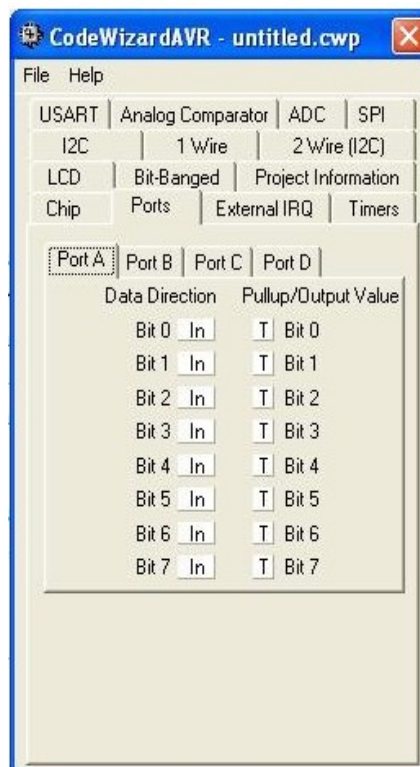 CodeWizardAVR - untitled.cwp
File Help
USART Analog Comparator ADC SPI
I2C 1 Wire 2 Wire (I2C)
LCD Bit-Banged Project Information
Chip Ports External IRQ Timers
Port A Port B Port C Port D
Data Direction Pullup/Output Value
Bit 0 In T Bit 0
Bit 1 In T Bit 1
Bit 2 In T Bit 2
Bit 3 In T Bit 3
Bit 4 In T Bit 4
Bit 5 In T Bit 5
Bit 6 In T Bit 6
Bit 7 In T Bit 7